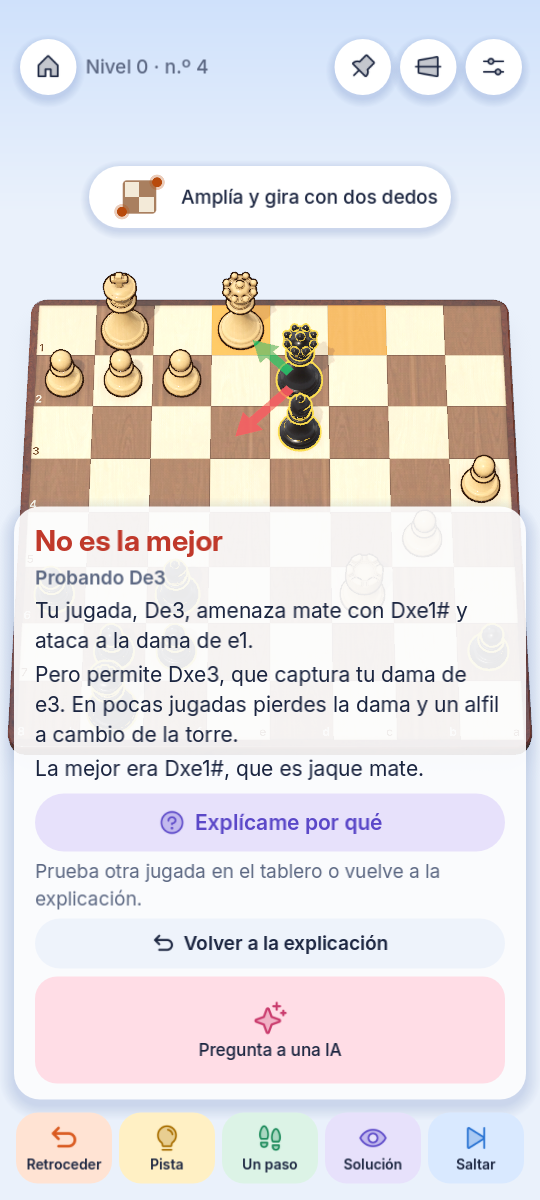 Nivel 0 · n.º 4
Amplía y gira con dos dedos
1
2
3
4
No es la mejor
Probando De3
Tu jugada, De3, amenaza mate con Dxe1# y
ataca a la dama de e1.
Pero permite Dxe3, que captura tu dama de
e3. En pocas jugadas pierdes la dama y un alfil
a cambio de la torre.
La mejor era Dxe1#, que es jaque mate.
Explícame por qué
Prueba otra jugada en el tablero o vuelve a la
explicación.
Volver a la explicación
Pregunta a una IA
Retroceder
Pista
Un paso
Solución
Saltar